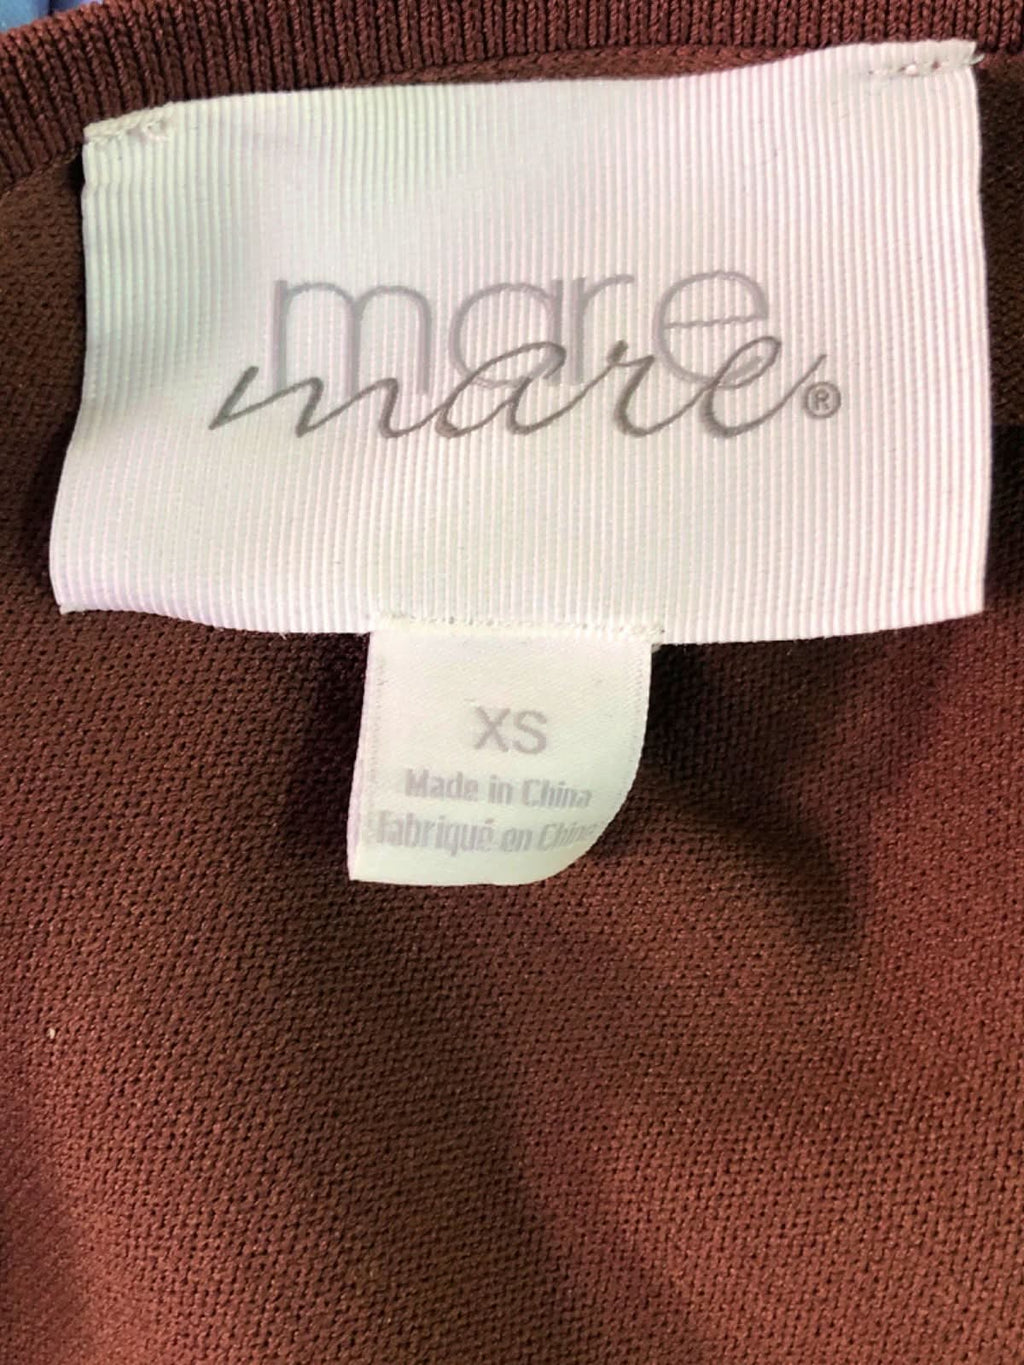 mare
mare®
XS
Made in China
Fabriqué en Chine